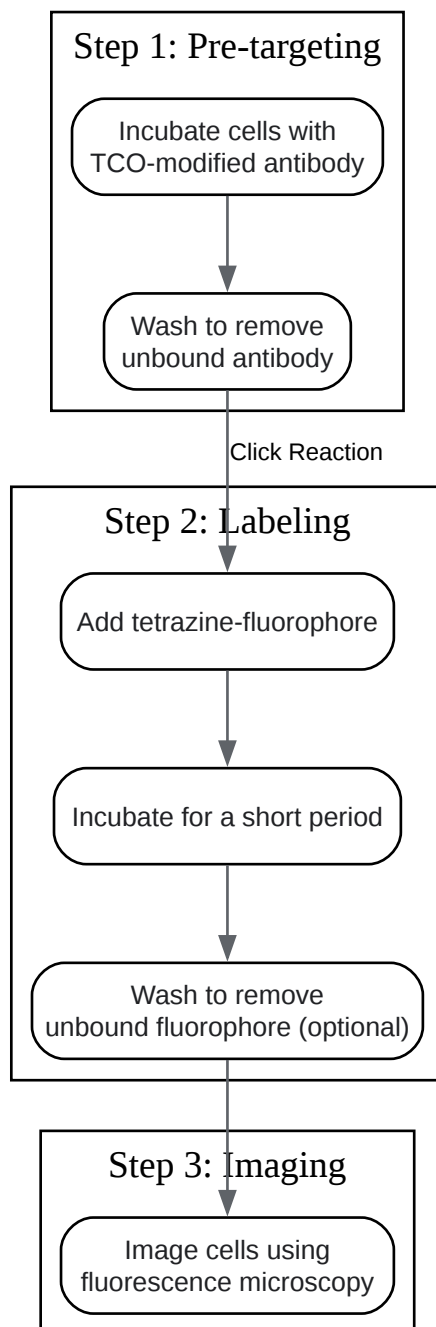 Step 1: Pre-targeting
Incubate cells with
TCO-modified antibody
Wash to remove
unbound antibody
Click Reaction
Step 2: Labeling
Add tetrazine-fluorophore
Incubate for a short period
Wash to remove
unbound fluorophore (optional)
Step 3: Imaging
Image cells using
fluorescence microscopy